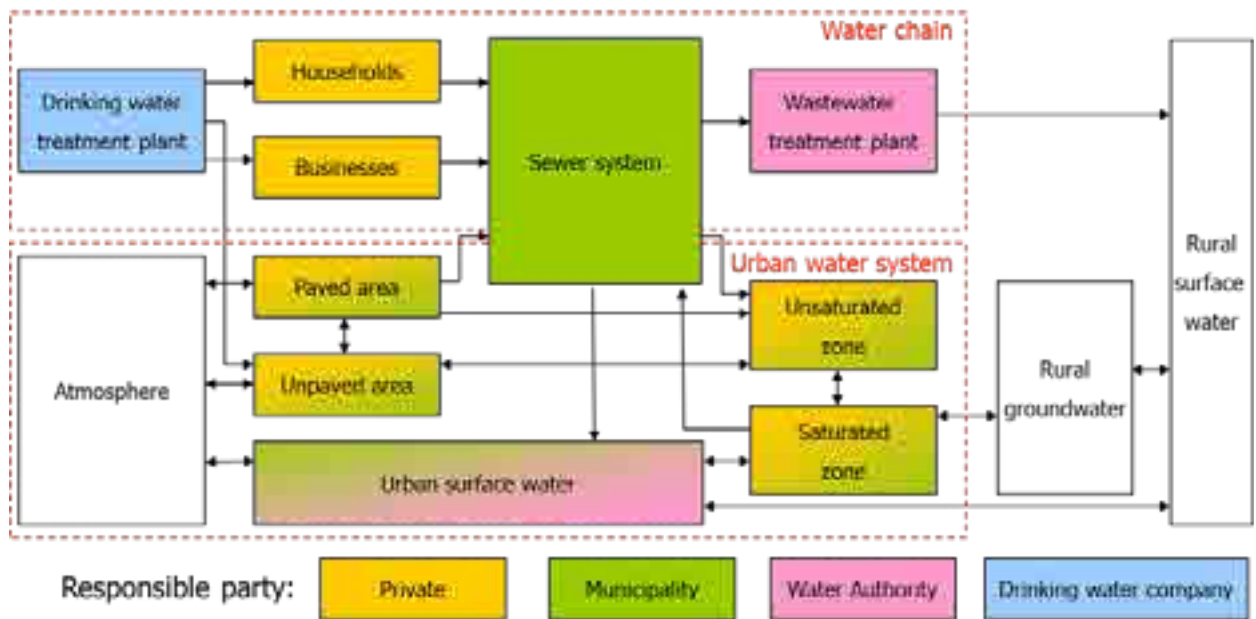 Water chain
Drinking water
treatment plant
Households
Businesses
Sewer system
Wastewater
treatment plant
Rural
surface
water
Urban water system
Atmosphere
Paved area
Unpaved area
Urban surface water
Unsaturated
zone
Saturated
zone
Rural
groundwater
Responsible party:
Private
Municipality
Water Authority
Drinking water company